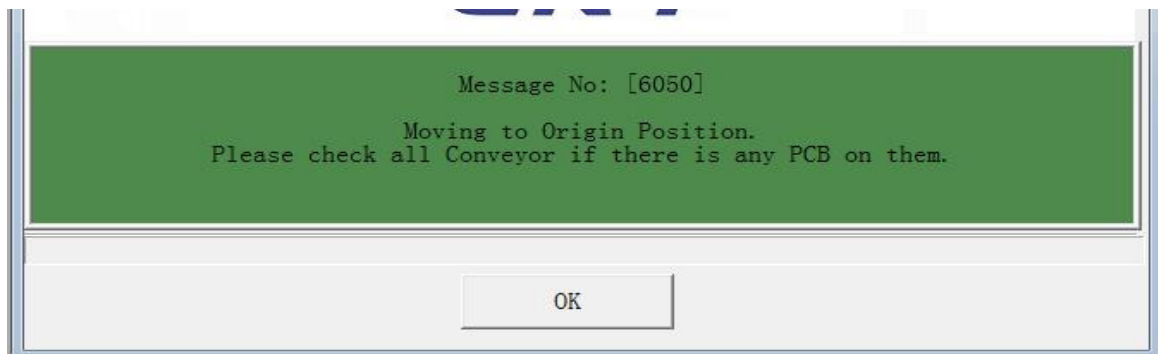 Message No: [6050]
Moving to Origin Position.
Please check all Conveyor if there is any PCB on them.
OK